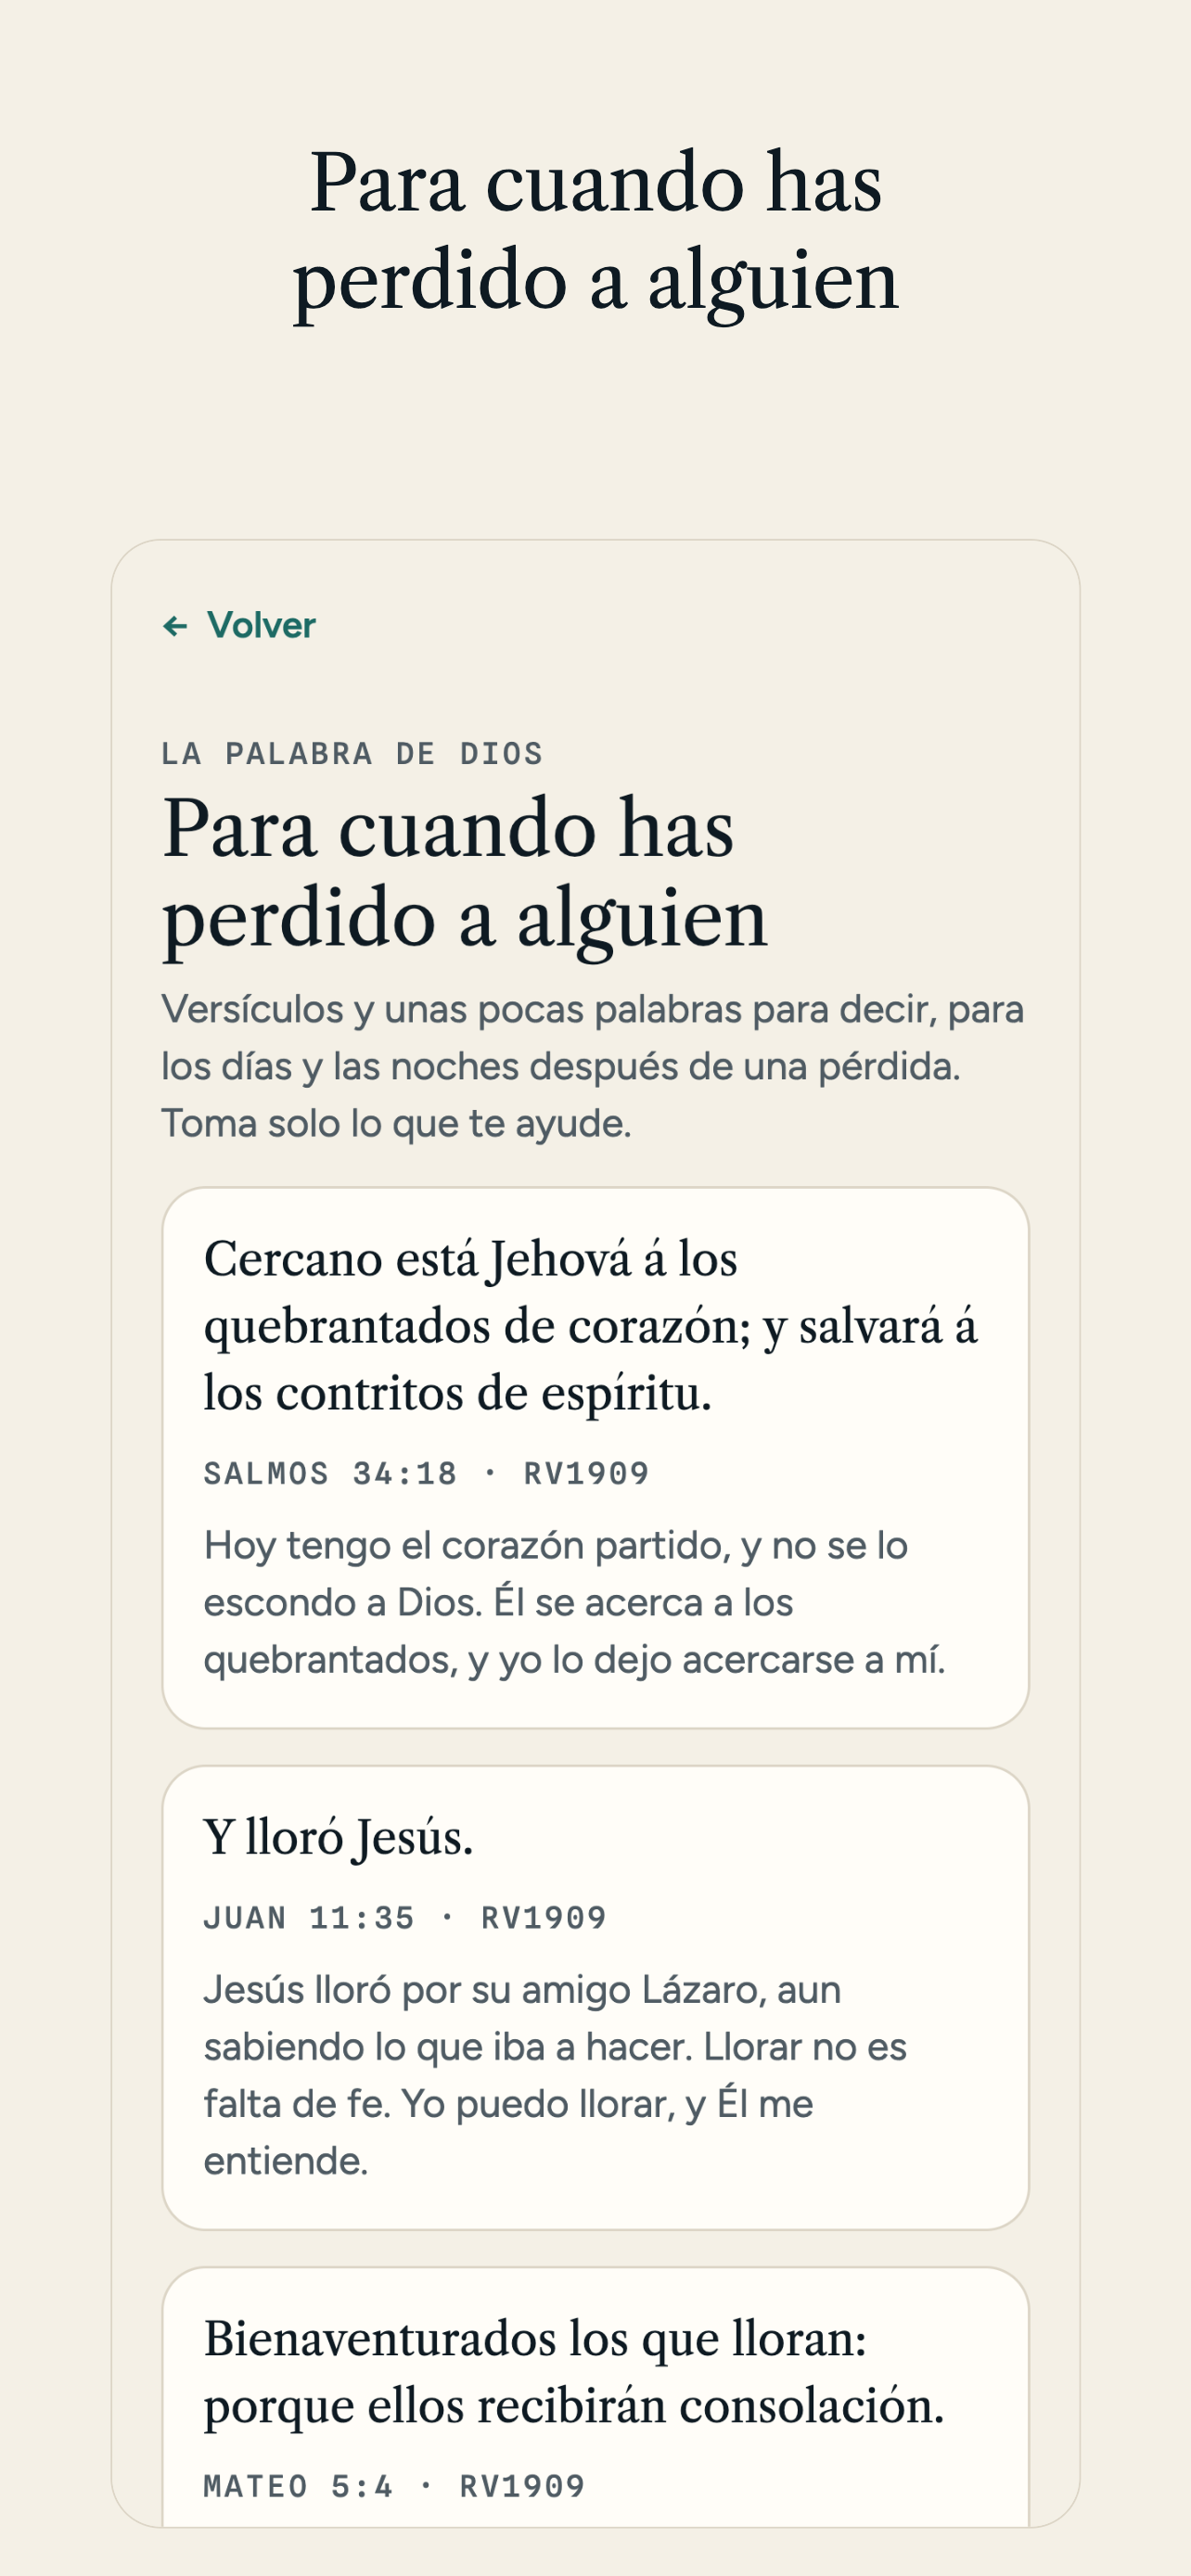 Para cuando has
perdido a alguien
← Volver
LA PALABRA DE DIOS
Para cuando has
perdido a alguien
Versículos y unas pocas palabras para decir, para
los días y las noches después de una pérdida.
Toma solo lo que te ayude.
Cercano está Jehová á los
quebrantados de corazón; y salvará á
los contritos de espíritu.
SALMOS 34:18 · RV1909
Hoy tengo el corazón partido, y no se lo
escondo a Dios. Él se acerca a los
quebrantados, y yo lo dejo acercarse a mí.
Y lloró Jesús.
JUAN 11:35 · RV1909
Jesús lloró por su amigo Lázaro, aun
sabiendo lo que iba a hacer. Llorar no es
falta de fe. Yo puedo llorar, y Él me
entiende.
Bienaventurados los que lloran:
porque ellos recibirán consolación.
MATEO 5:4 · RV1909